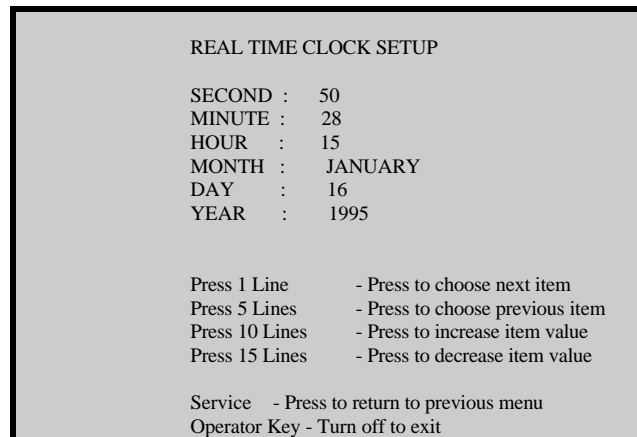 REAL TIME CLOCK SETUP
SECOND : 50
MINUTE : 28
HOUR : 15
MONTH : JANUARY
DAY : 16
YEAR : 1995
Press 1 Line - Press to choose next item
Press 5 Lines - Press to choose previous item
Press 10 Lines - Press to increase item value
Press 15 Lines - Press to decrease item value
Service - Press to return to previous menu
Operator Key - Turn off to exit